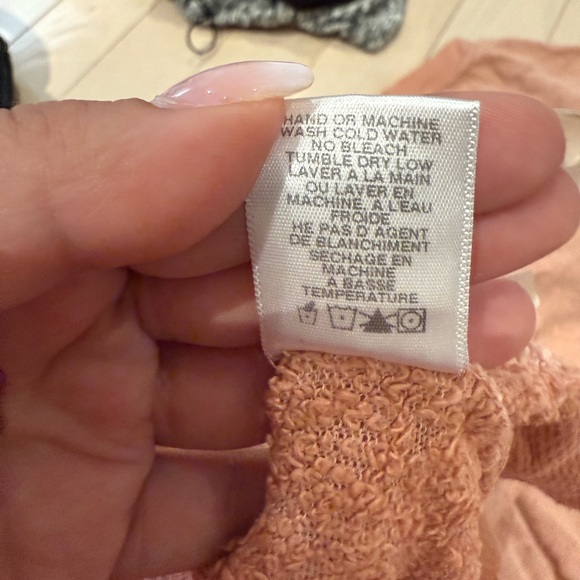 HAND OR MACHINE
WASH COLD WATER
NO BLEACH
TUMBLE DRY LOW
LAVER A LA MAIN
OU LAVER EN
MACHINE, A L'EAU
FROIDE
HE PAS D'AGENT
DE BLANCHIMENT
SECHAGE EN
MACHINE
A BASSE
TEMPERATURE